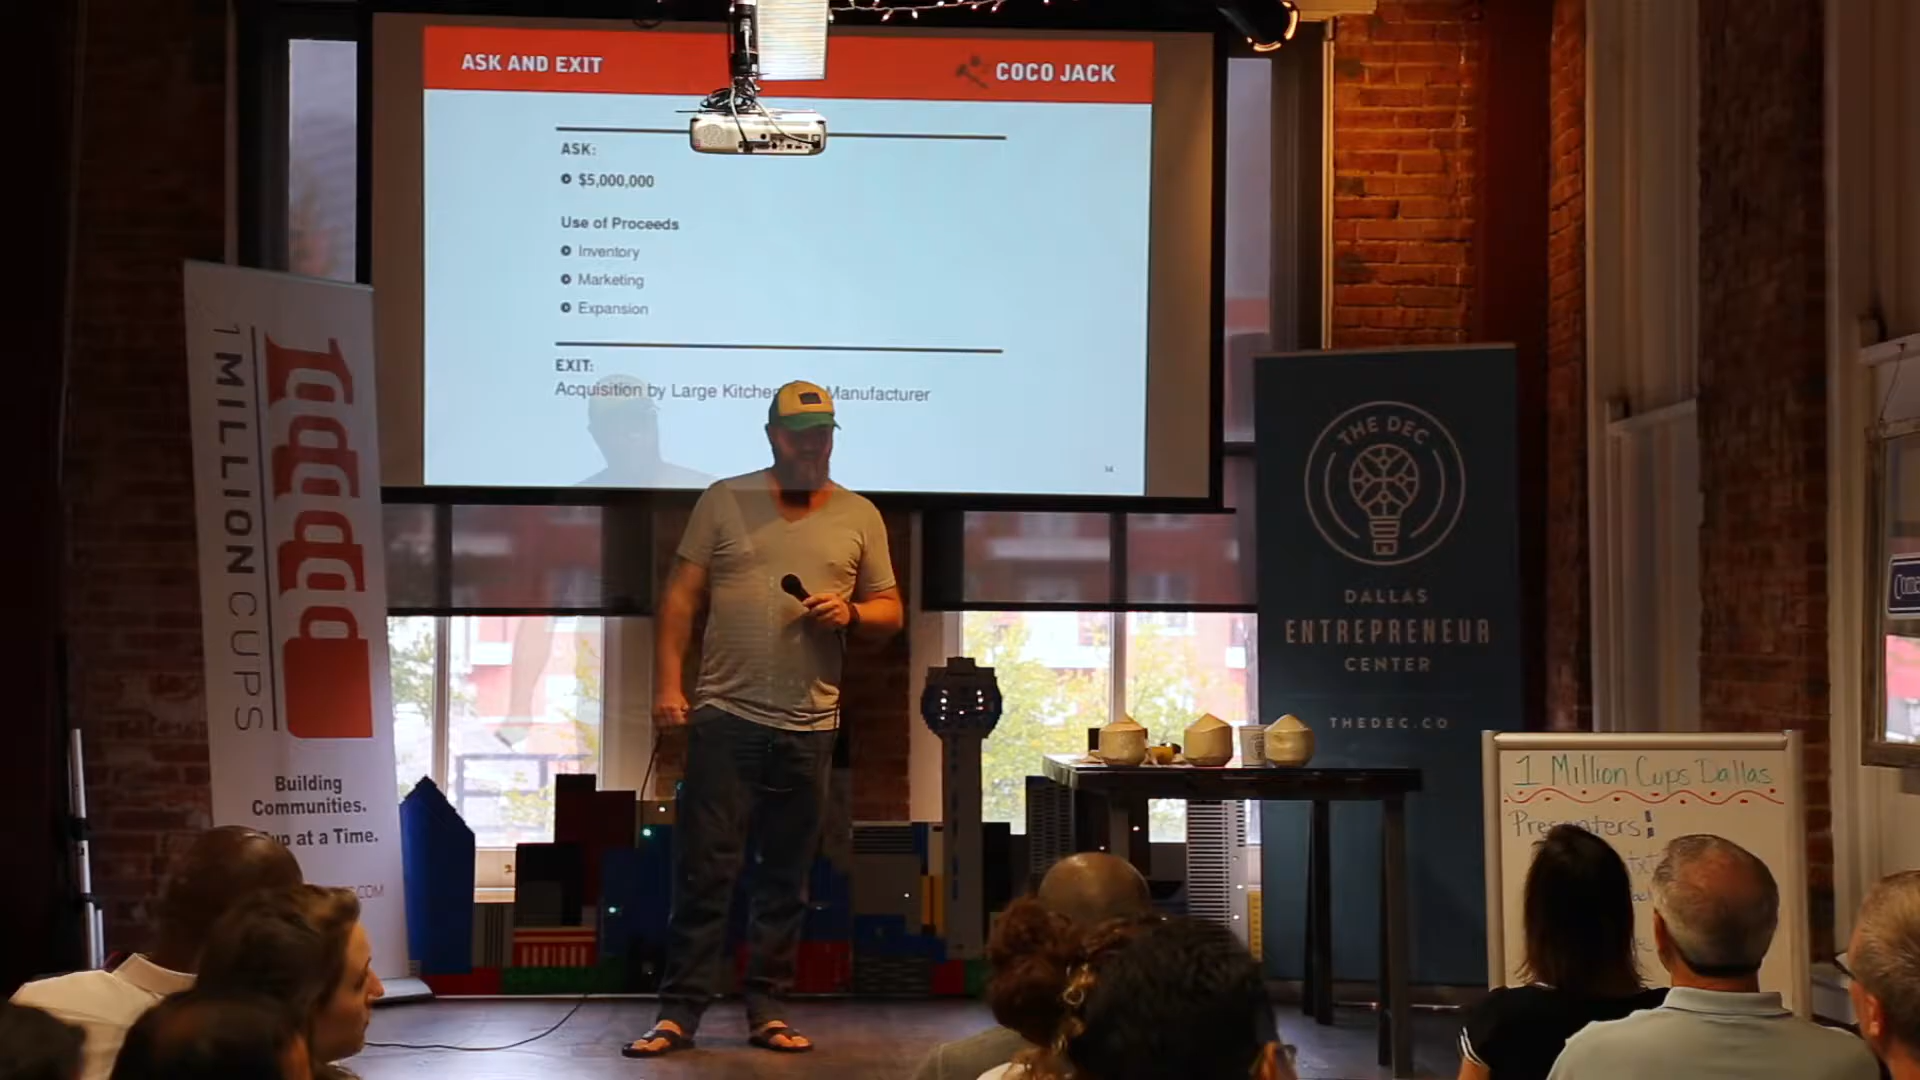 ASK AND EXIT
COCO JACK
ASK:
$5,000,000
Use of Proceeds
Inventory
Marketing
Expansion
EXIT:
Acquisition by Large Manufacturer
14
1 MILLION CUPS
Building
Communities.
at a Time.
THE DEC
DALLAS
ENTREPRENEUR
CENTER
THEDEC.CO
1 Million Cups Dallas
Presenters!